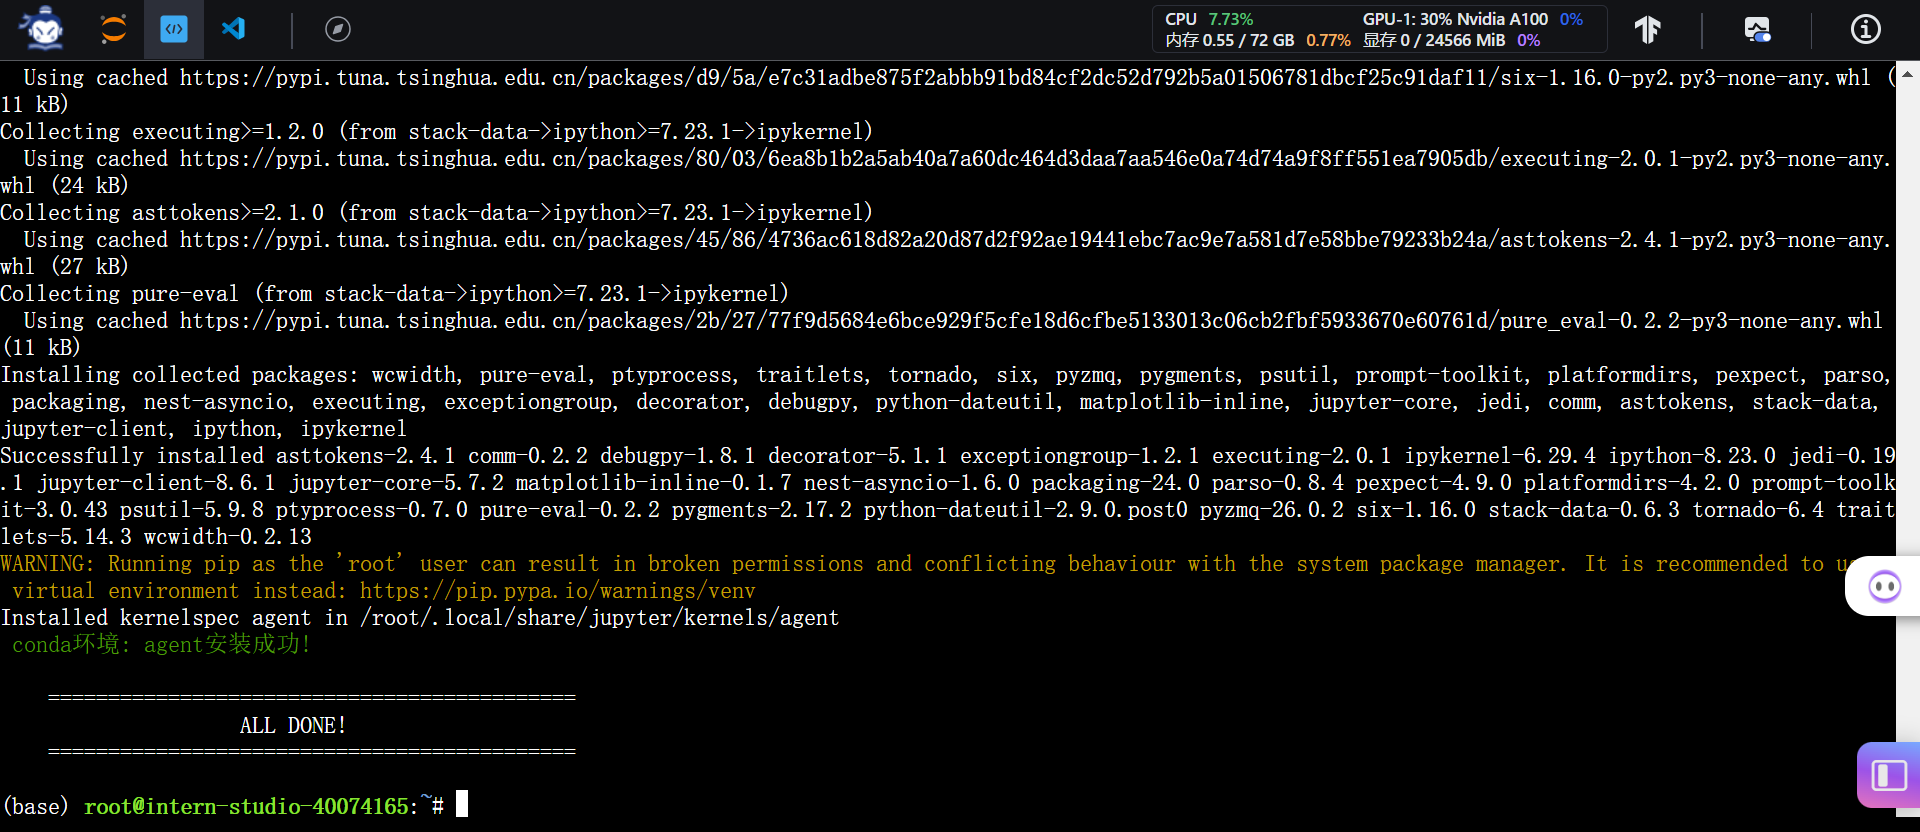 CPU 7.73% GPU-1: 30% Nvidia A100 0%
内存 0.55 / 72 GB 0.77% 显存 0 / 24566 MiB 0%
Using cached https://pypi.tuna.tsinghua.edu.cn/packages/d9/5a/e7c31adbe875f2abbb91bd84cf2dc52d792b5a01506781dbcf25c91daf11/six-1.16.0-py2.py3-none-any.whl (
11 kB)
Collecting executing>=1.2.0 (from stack-data->ipython>=7.23.1->ipykernel)
Using cached https://pypi.tuna.tsinghua.edu.cn/packages/80/03/6ea8b1b2a5ab40a7a60dc464d3daa7aa546e0a74d74a9f8ff551ea7905db/executing-2.0.1-py2.py3-none-any.
whl (24 kB)
Collecting asttokens>=2.1.0 (from stack-data->ipython>=7.23.1->ipykernel)
Using cached https://pypi.tuna.tsinghua.edu.cn/packages/45/86/4736ac618d82a20d87d2f92ae19441ebc7ac9e7a581d7e58bbe79233b24a/asttokens-2.4.1-py2.py3-none-any.
whl (27 kB)
Collecting pure-eval (from stack-data->ipython>=7.23.1->ipykernel)
Using cached https://pypi.tuna.tsinghua.edu.cn/packages/2b/27/77f9d5684e6bce929f5cfe18d6cfbe5133013c06cb2fbf5933670e60761d/pure_eval-0.2.2-py3-none-any.whl
(11 kB)
Installing collected packages: wcwidth, pure-eval, ptyprocess, traitlets, tornado, six, pyzmq, pygments, psutil, prompt-toolkit, platformdirs, pexpect, parso,
packaging, nest-asyncio, executing, exceptiongroup, decorator, debugpy, python-dateutil, matplotlib-inline, jupyter-core, jedi, comm, asttokens, stack-data,
jupyter-client, ipython, ipykernel
Successfully installed asttokens-2.4.1 comm-0.2.2 debugpy-1.8.1 decorator-5.1.1 exceptiongroup-1.2.1 executing-2.0.1 ipykernel-6.29.4 ipython-8.23.0 jedi-0.19
.1 jupyter-client-8.6.1 jupyter-core-5.7.2 matplotlib-inline-0.1.7 nest-asyncio-1.6.0 packaging-24.0 parso-0.8.4 pexpect-4.9.0 platformdirs-4.2.0 prompt-toolk
it-3.0.43 psutil-5.9.8 ptyprocess-0.7.0 pure-eval-0.2.2 pygments-2.17.2 python-dateutil-2.9.0.post0 pyzmq-26.0.2 six-1.16.0 stack-data-0.6.3 tornado-6.4 trait
lets-5.14.3 wcwidth-0.2.13
WARNING: Running pip as the 'root' user can result in broken permissions and conflicting behaviour with the system package manager. It is recommended to
virtual environment instead: https://pip.pypa.io/warnings/venv
Installed kernelspec agent in /root/.local/share/jupyter/kernels/agent
conda环境: agent安装成功!
============================================
ALL DONE!
============================================
(base) root@intern-studio-40074165:~#